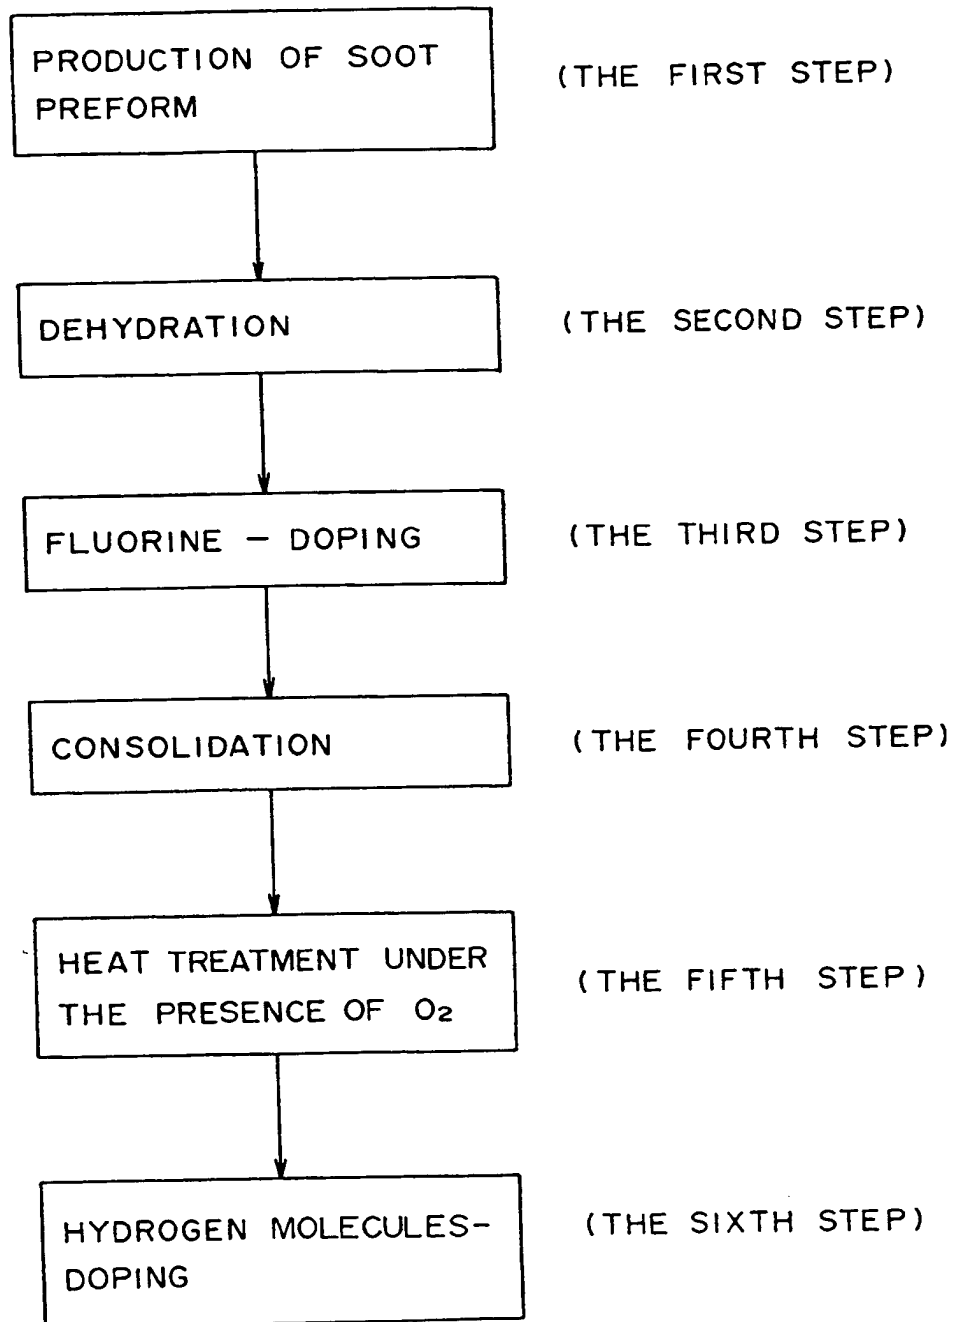 PRODUCTION OF SOOT
PREFORM
(THE FIRST STEP)
DEHYDRATION
(THE SECOND STEP)
FLUORINE – DOPING
(THE THIRD STEP)
CONSOLIDATION
(THE FOURTH STEP)
HEAT TREATMENT UNDER
THE PRESENCE OF O₂
(THE FIFTH STEP)
HYDROGEN MOLECULES-
DOPING
(THE SIXTH STEP)